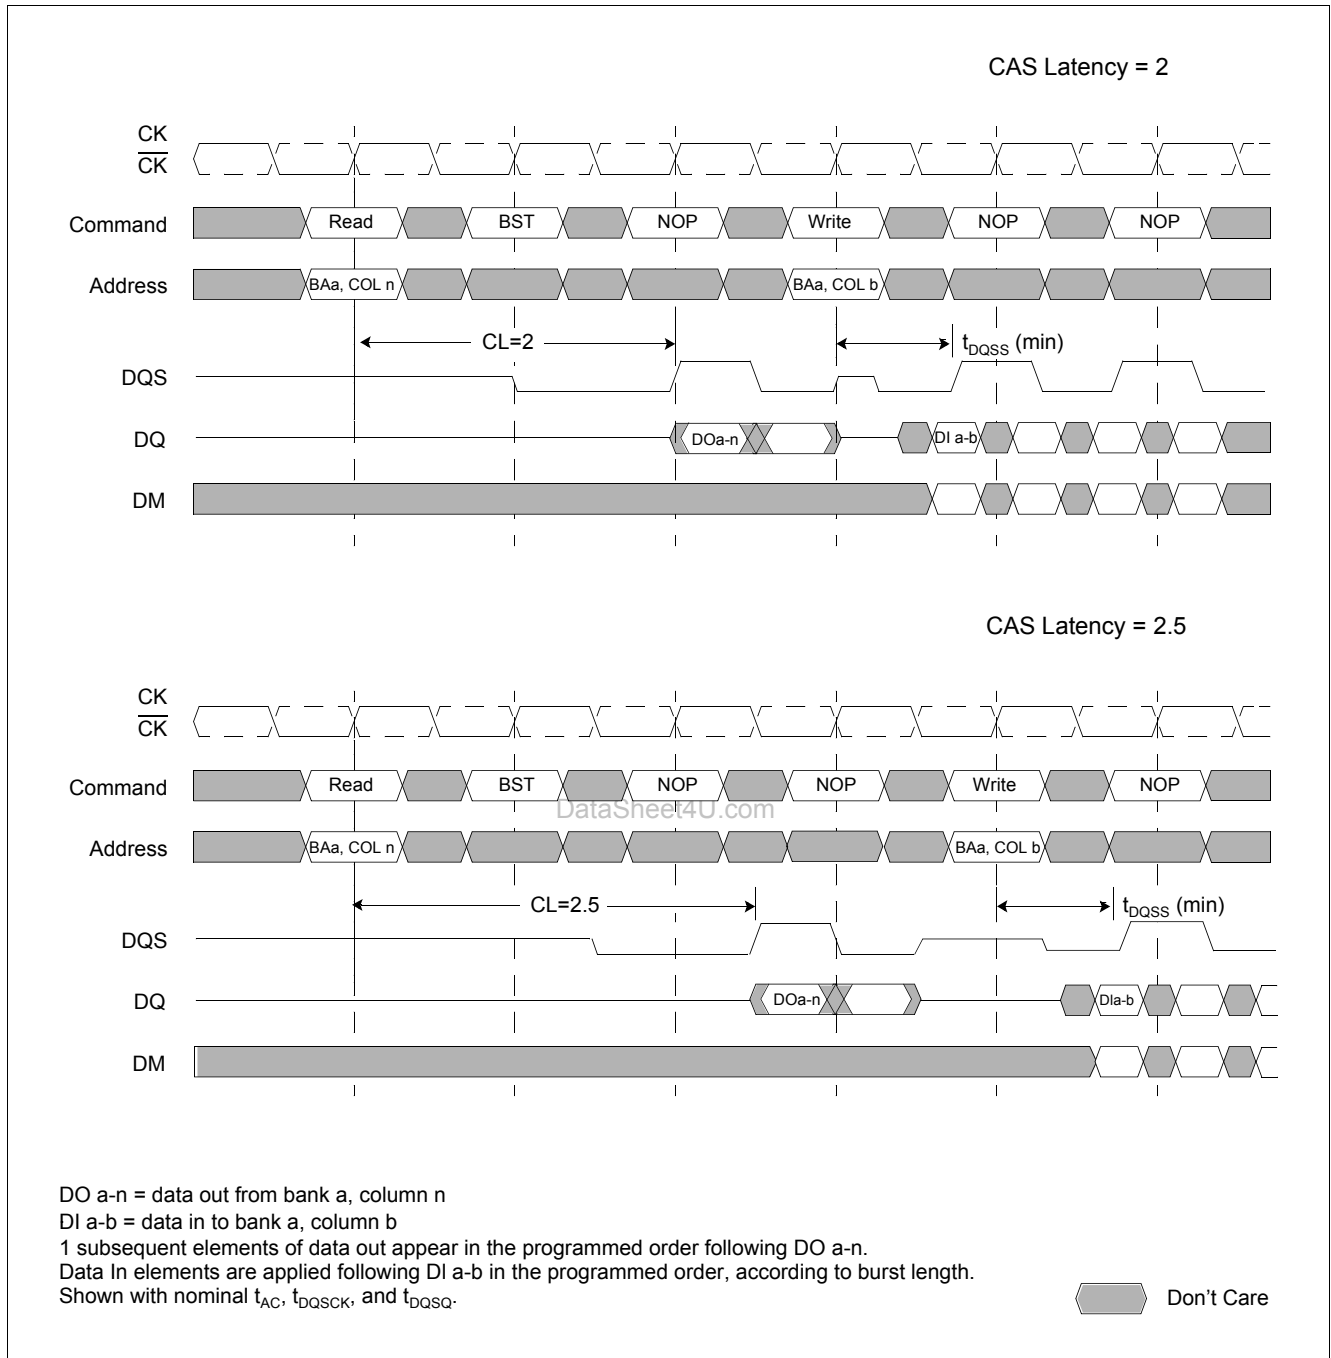 CAS Latency = 2
CK
CK
Command Read BST NOP Write NOP NOP
Address BAa, COL n BAa, COL b
CL=2 tDQSS (min)
DQS
DQ DOa-n DI a-b
DM
CAS Latency = 2.5
CK
CK
Command Read BST NOP NOP Write NOP
DataSheet4U.com
Address BAa, COL n BAa, COL b
CL=2.5 tDQSS (min)
DQS
DQ DOa-n DIa-b
DM
DO a-n = data out from bank a, column n
DI a-b = data in to bank a, column b
1 subsequent elements of data out appear in the programmed order following DO a-n.
Data In elements are applied following DI a-b in the programmed order, according to burst length.
Shown with nominal tAC, tDQSCK, and tDQSQ.
Don't Care